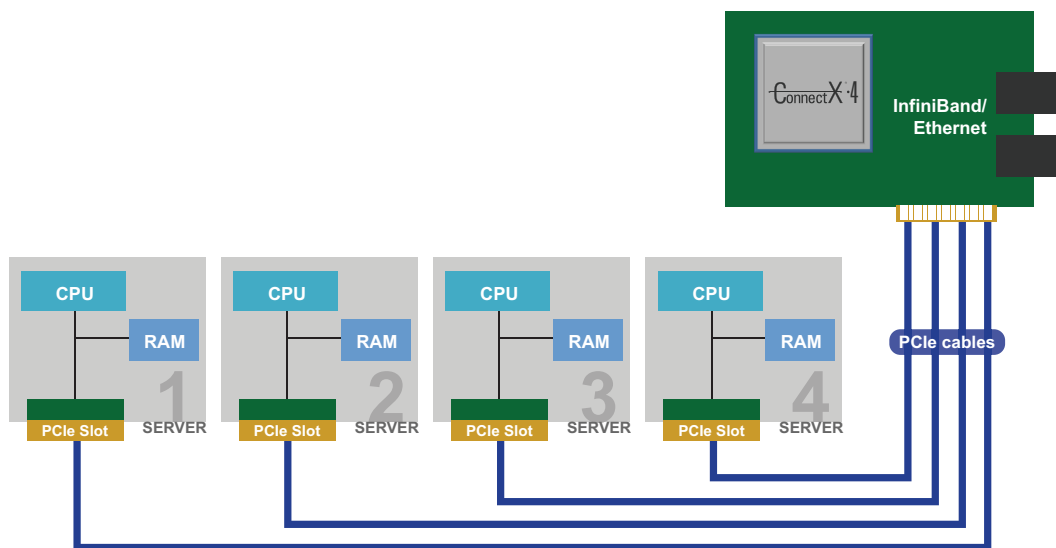 ConnectX·4
InfiniBand/
Ethernet
CPU
RAM
1
PCIe Slot
SERVER
CPU
RAM
2
PCIe Slot
SERVER
CPU
RAM
3
PCIe Slot
SERVER
CPU
RAM
4
PCIe Slot
SERVER
PCIe cables